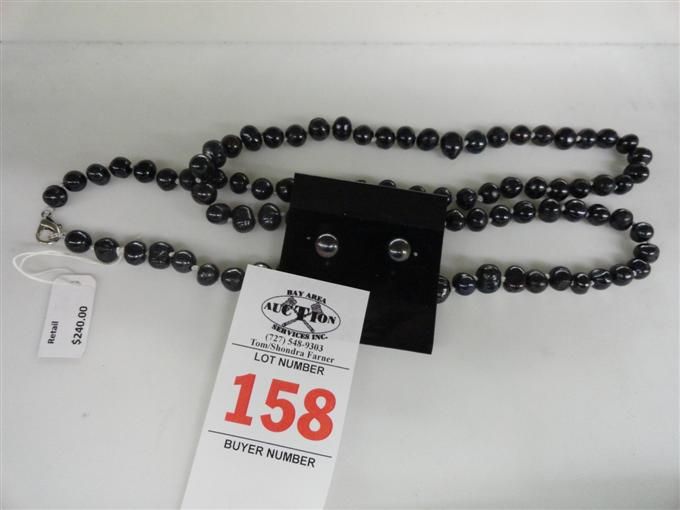 Retail
$240.00
BAY AREA
AUCTION
SERVICES INC.
(727) 548-9303
Tom/Shondra Farner
LOT NUMBER
158
BUYER NUMBER